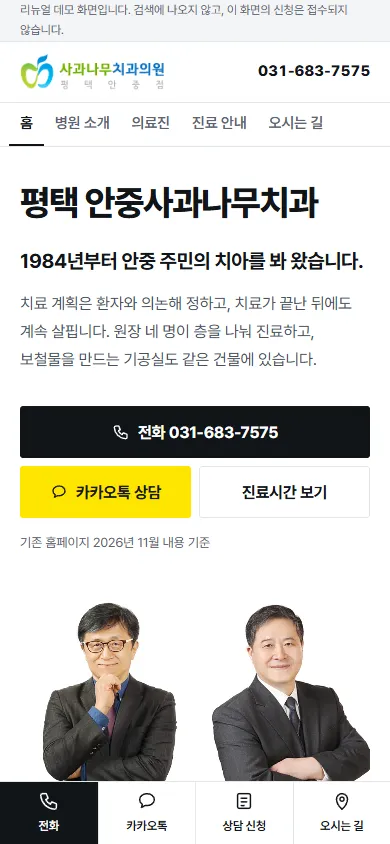 리뉴얼 데모 화면입니다. 검색에 나오지 않고, 이 화면의 신청은 접수되지
않습니다.
사과나무치과의원
평택안중점
031-683-7575
홈 병원 소개 의료진 진료 안내 오시는 길
평택 안중사과나무치과
1984년부터 안중 주민의 치아를 봐 왔습니다.
치료 계획은 환자와 의논해 정하고, 치료가 끝난 뒤에도
계속 살핍니다. 원장 네 명이 층을 나눠 진료하고,
보철물을 만드는 기공실도 같은 건물에 있습니다.
전화 031-683-7575
카카오톡 상담
진료시간 보기
기존 홈페이지 2026년 11월 내용 기준
전화
카카오톡
상담 신청
오시는 길